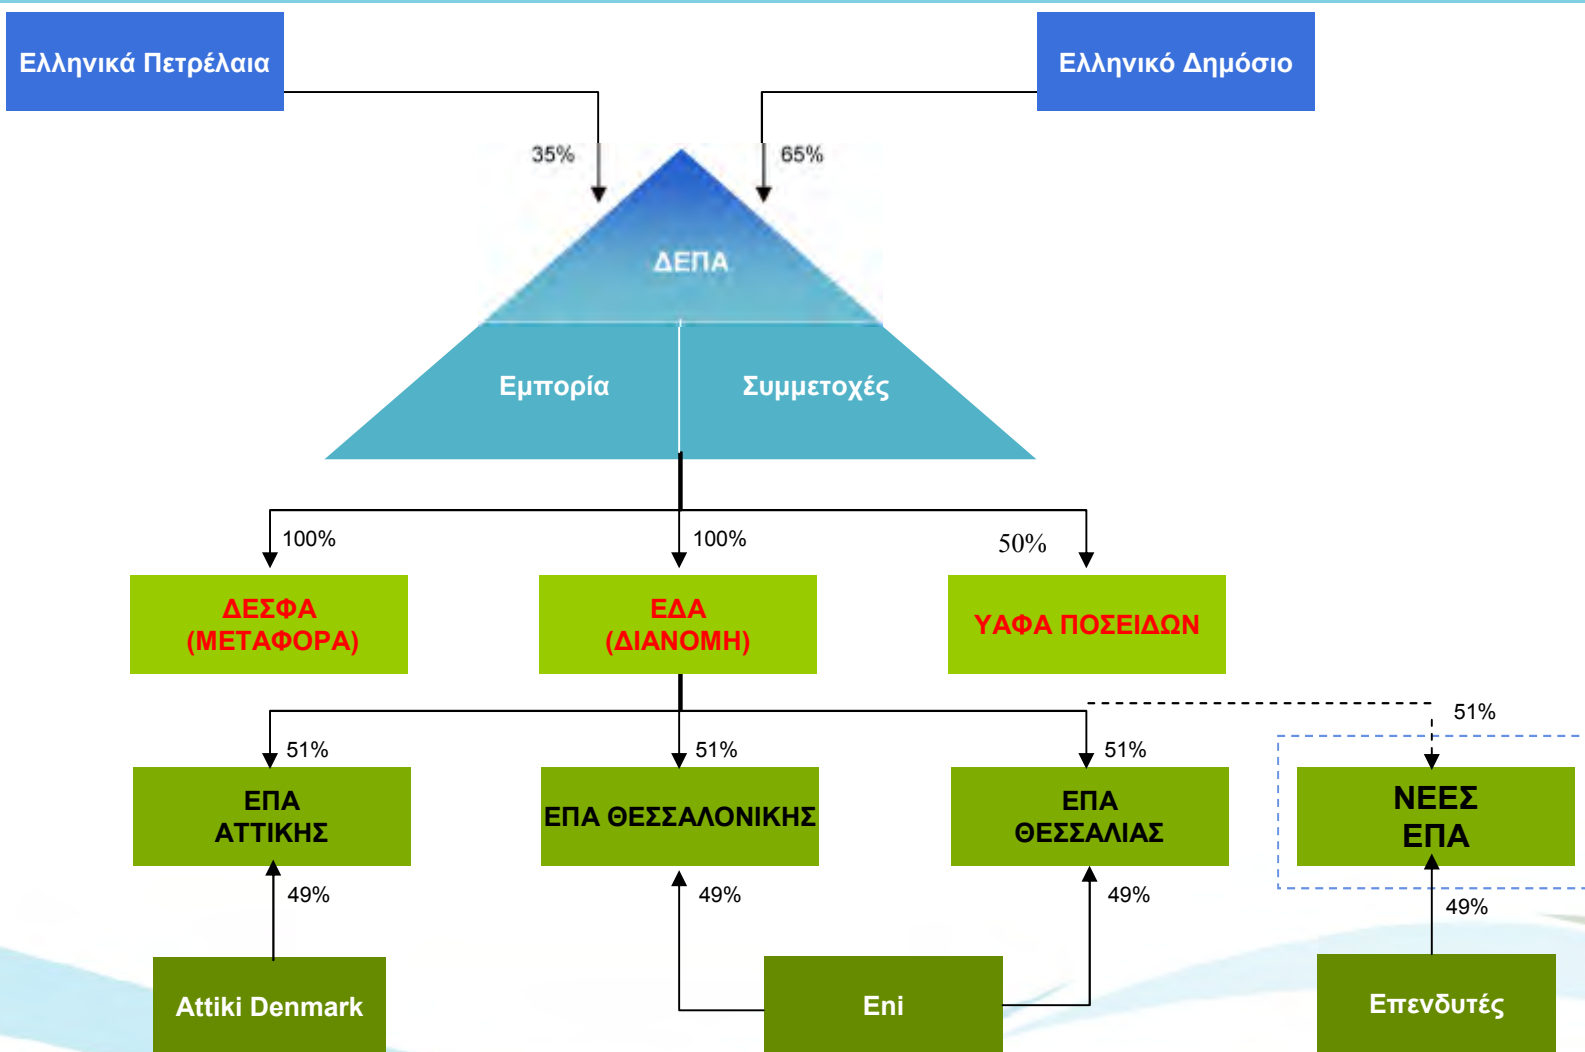 Ελληνικά Πετρέλαια
Ελληνικό Δημόσιο
35%
65%
ΔΕΠΑ
Εμπορία
Συμμετοχές
100%
100%
50%
ΔΕΣΦΑ
(ΜΕΤΑΦΟΡΑ)
ΕΔΑ
(ΔΙΑΝΟΜΗ)
ΥΑΦΑ ΠΟΣΕΙΔΩΝ
51%
51%
51%
51%
ΕΠΑ
ΑΤΤΙΚΗΣ
ΕΠΑ ΘΕΣΣΑΛΟΝΙΚΗΣ
ΕΠΑ
ΘΕΣΣΑΛΙΑΣ
ΝΕΕΣ
ΕΠΑ
49%
49%
49%
49%
Attiki Denmark
Eni
Επενδυτές